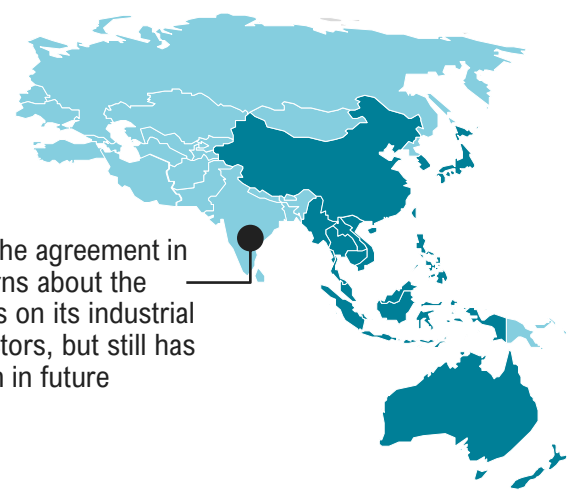 he agreement in
rns about the
s on its industrial
tors, but still has
n in future